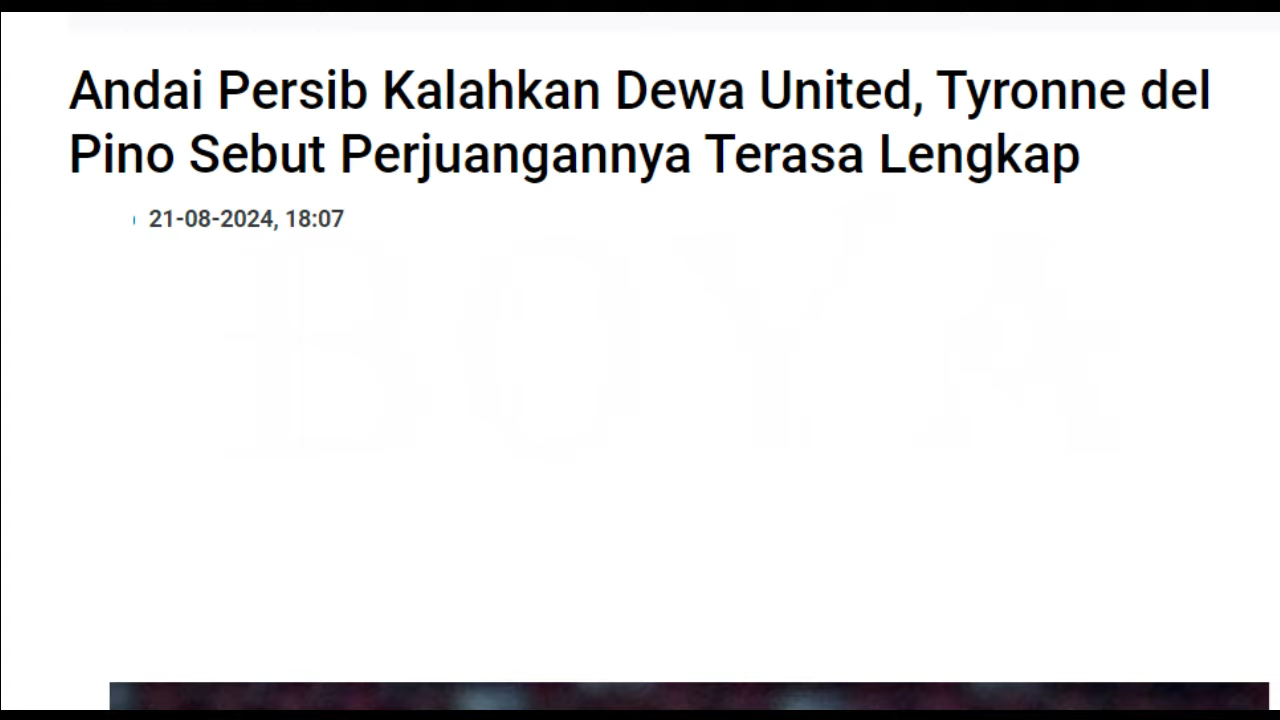 Andai Persib Kalahkan Dewa United, Tyronne del
Pino Sebut Perjuangannya Terasa Lengkap
21-08-2024, 18:07